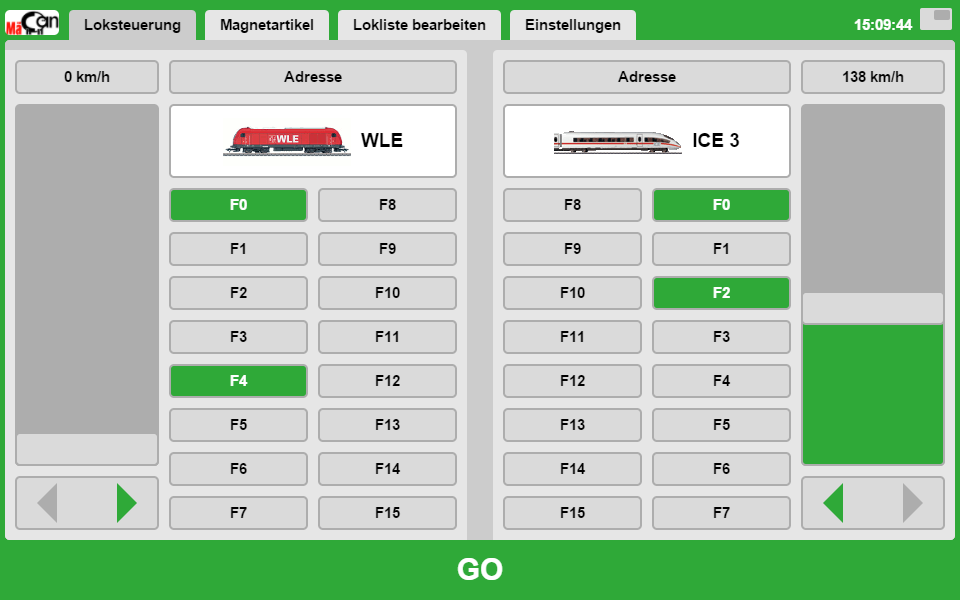 MäCan
Loksteuerung
Magnetartikel
Lokliste bearbeiten
Einstellungen
15:09:44
0 km/h
Adresse
WLE
WLE
F0
F8
F1
F9
F2
F10
F3
F11
F4
F12
F5
F13
F6
F14
F7
F15
Adresse
138 km/h
ICE 3
F8
F0
F9
F1
F10
F2
F11
F3
F12
F4
F13
F5
F14
F6
F15
F7
GO